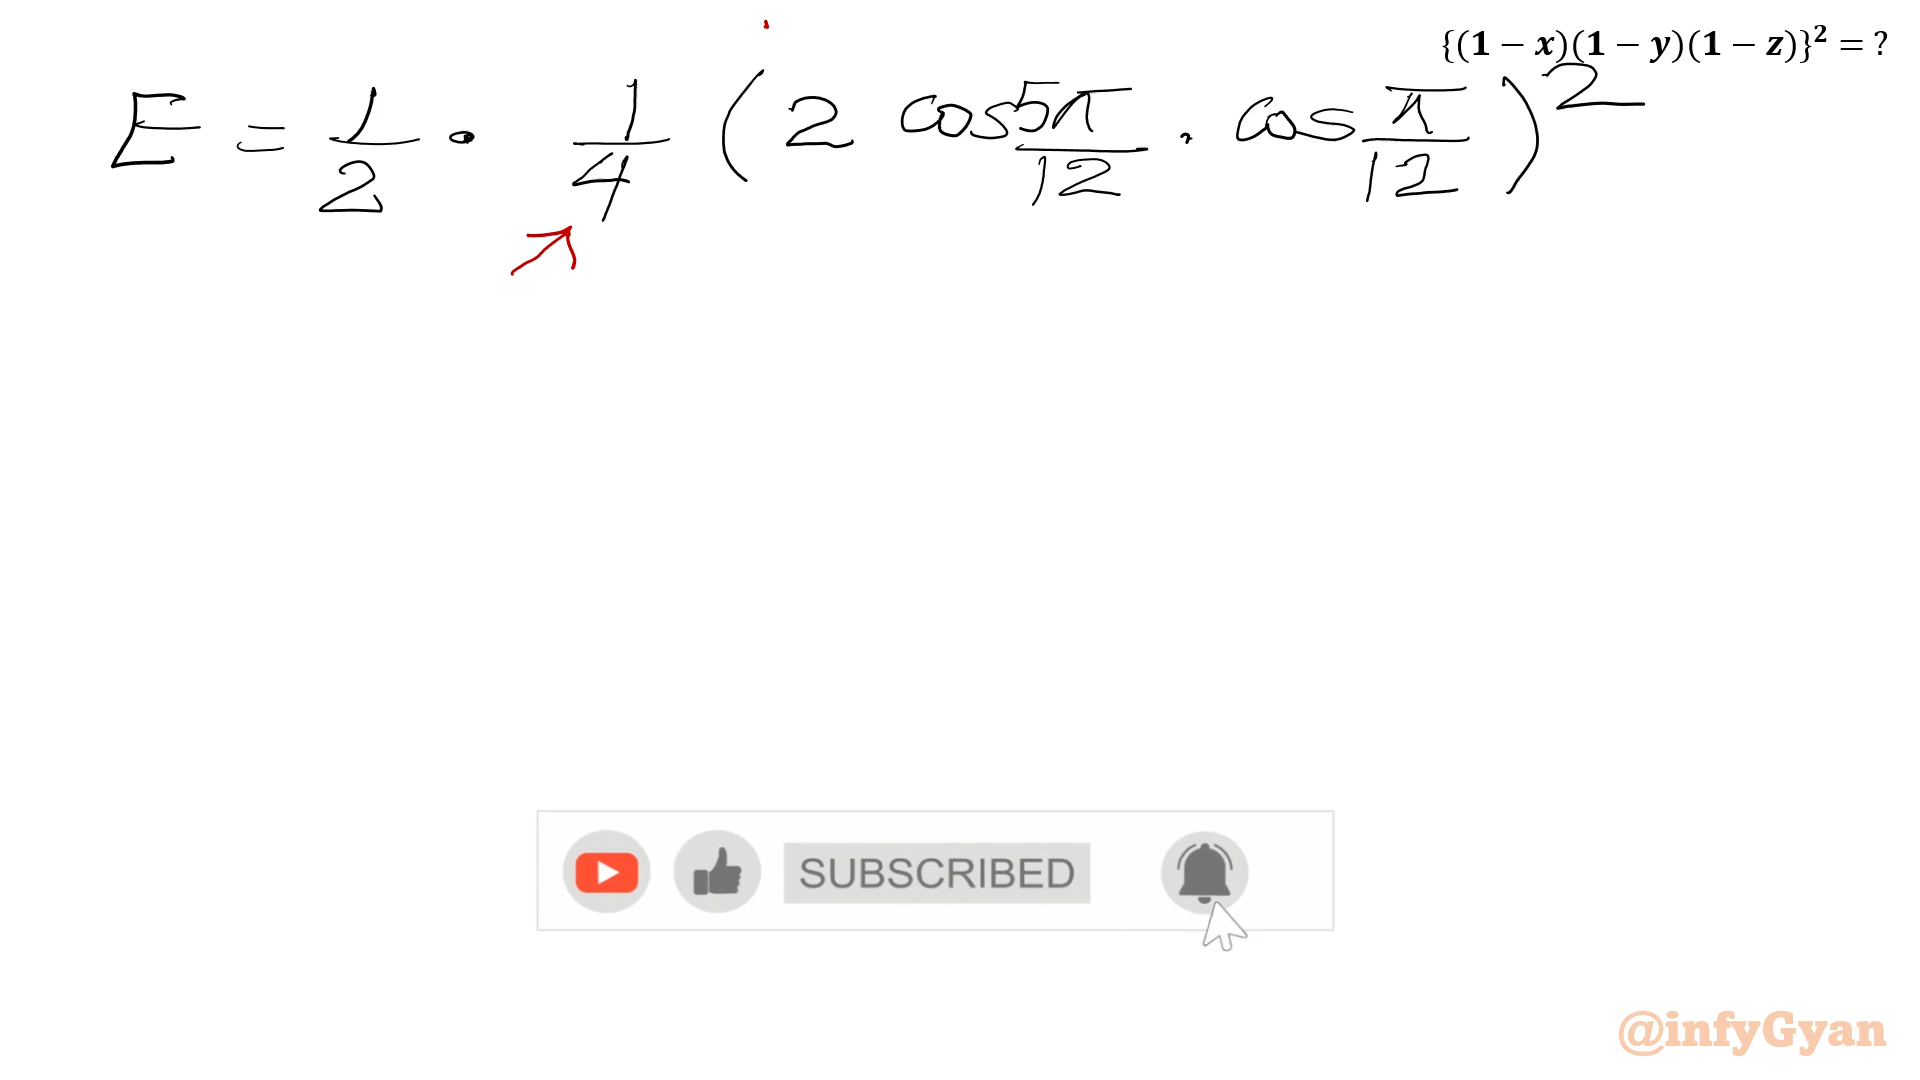 {(1 − x)(1 − y)(1 − z)}² = ?
E = 1/2 · 1/4 (2 cos 5π/12 · cos π/12)²
SUBSCRIBED
@infyGyan